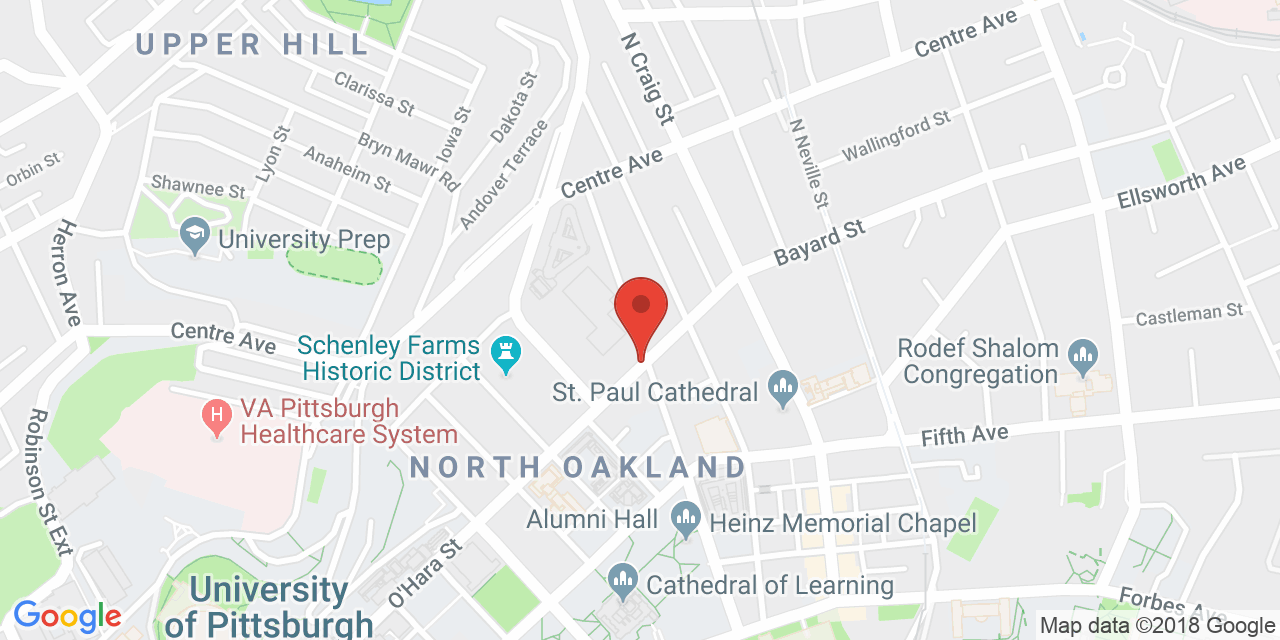 UPPER HILL
N Craig St
Centre Ave
Clarissa St
Dakota St
Iowa St
Lyon St
Bryn Mawr Rd
N Neville St
Wallingford St
Anaheim St
Andover Terrace
Centre Ave
Orbin St
Shawnee St
Ellsworth Ave
University Prep
Bayard St
Herron Ave
Centre Ave
Castleman St
Schenley Farms
Historic District
Rodef Shalom
Congregation
St. Paul Cathedral
VA Pittsburgh
Healthcare System
H
Fifth Ave
Robinson St Ext
NORTH OAKLAND
Alumni Hall
Heinz Memorial Chapel
O'Hara St
Cathedral of Learning
University
of Pittsburgh
Forbes Ave
Google
Map data ©2018 Google